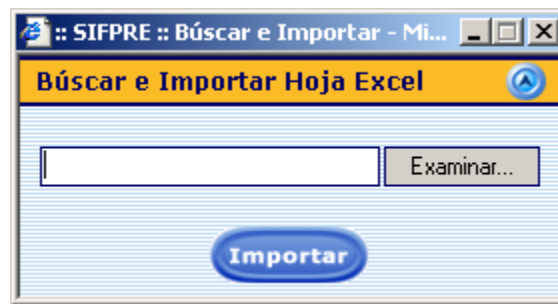 :: SIFPRE :: Búscar e Importar - Mi...
Búscar e Importar Hoja Excel
Examinar...
Importar